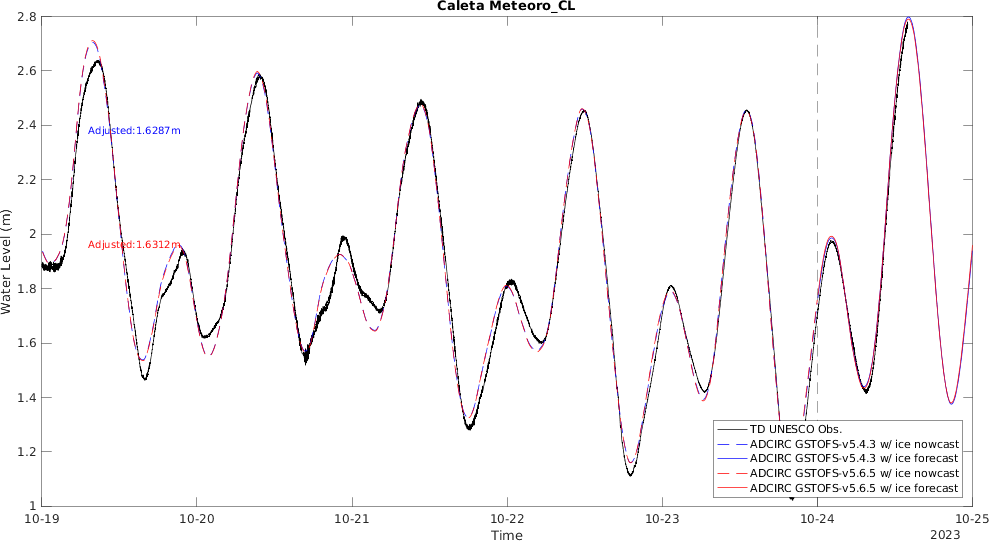 Caleta Meteoro_CL
Water Level (m)
2.8
2.6
2.4
2.2
2
1.8
1.6
1.4
1.2
1
Adjusted:1.6287m
Adjusted:1.6312m
TD UNESCO Obs.
ADCIRC GSTOFS-v5.4.3 w/ ice nowcast
ADCIRC GSTOFS-v5.4.3 w/ ice forecast
ADCIRC GSTOFS-v5.6.5 w/ ice nowcast
ADCIRC GSTOFS-v5.6.5 w/ ice forecast
10-19 10-20 10-21 10-22 10-23 10-24 10-25
Time
2023